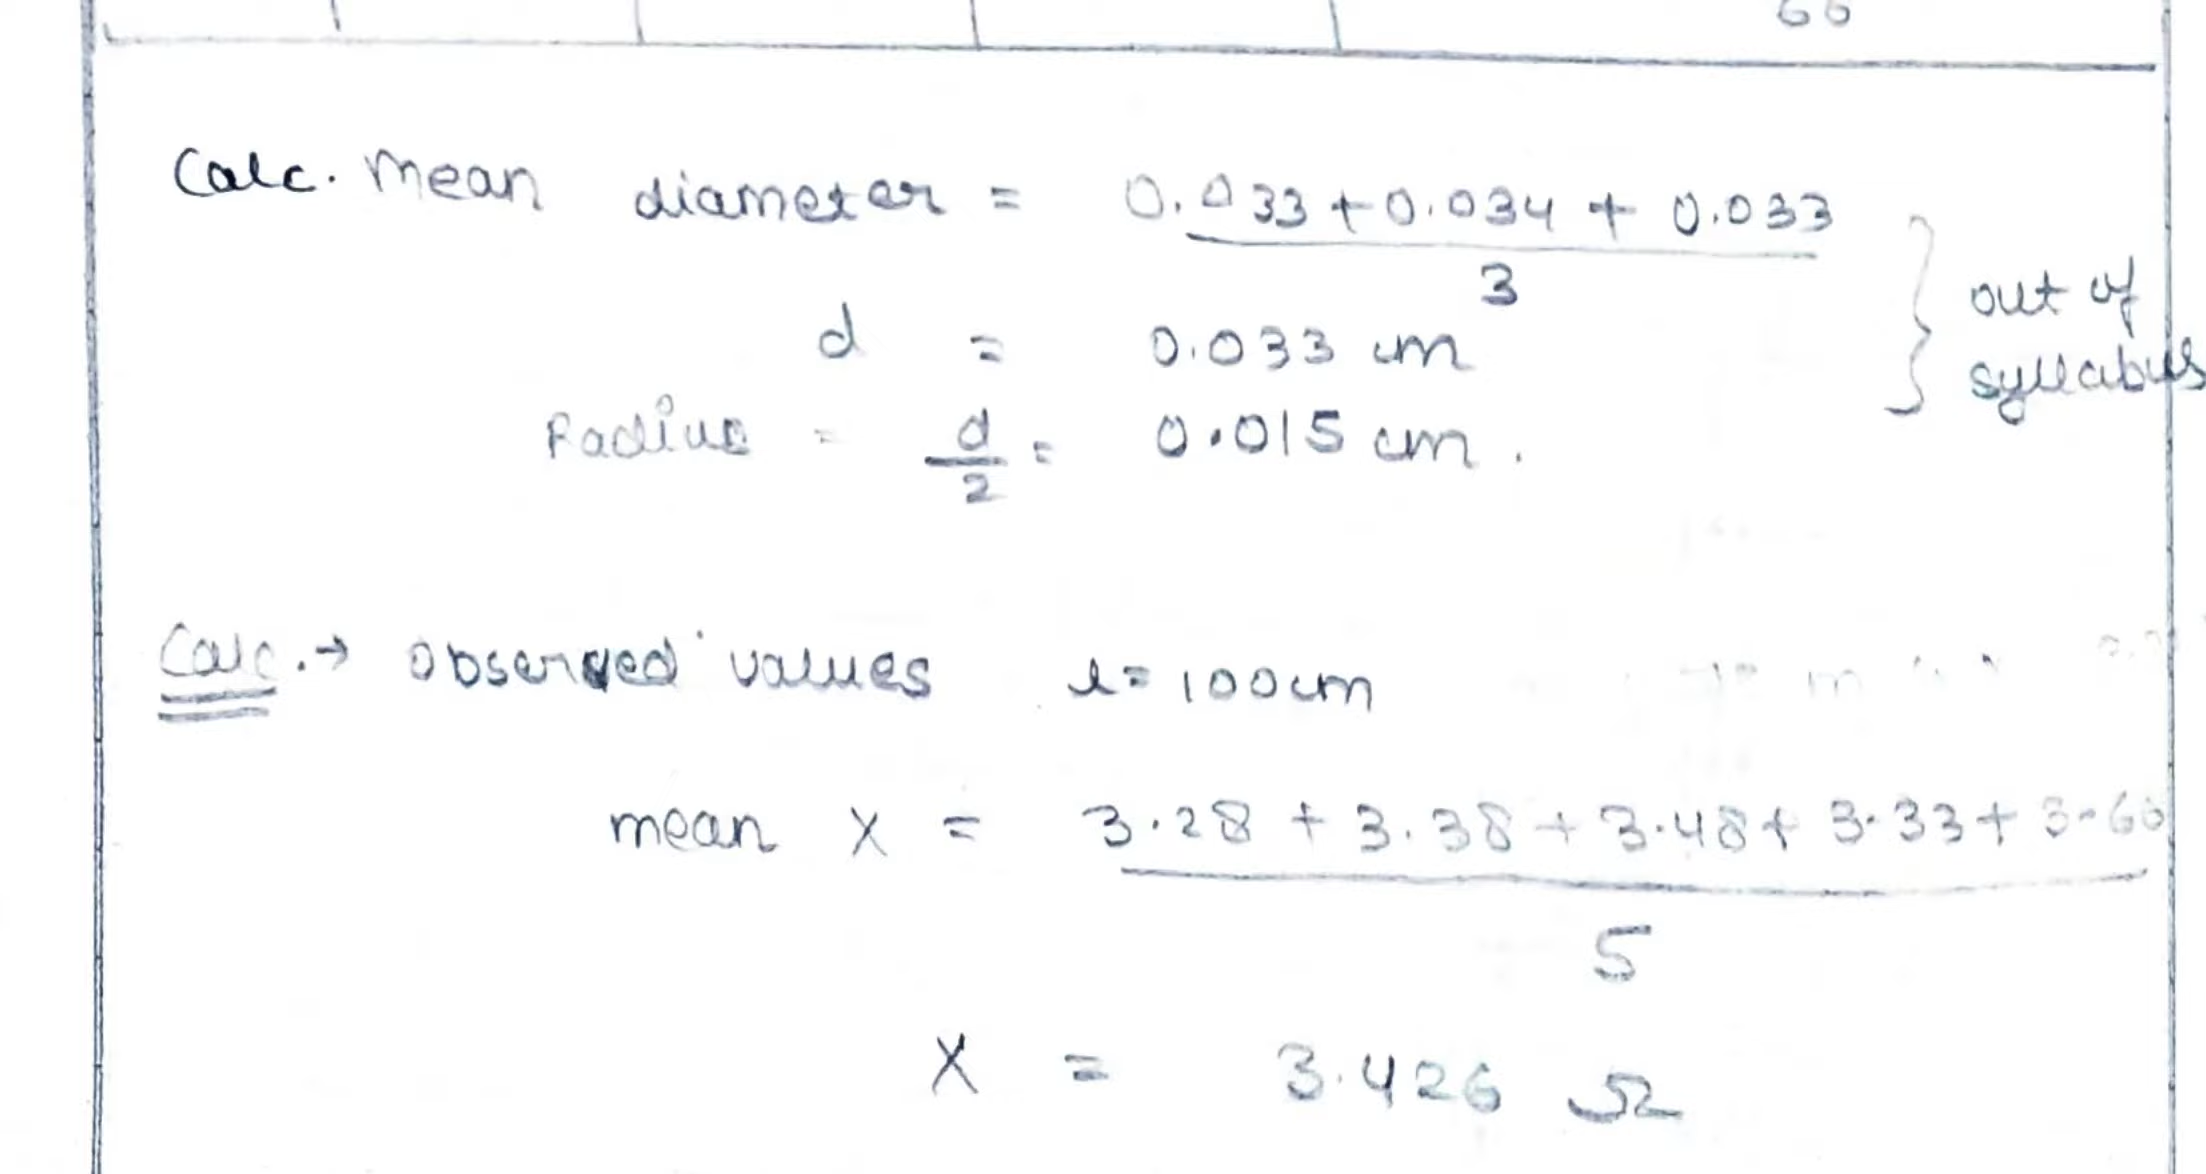 66
Calc. Mean diameter = 0.033 + 0.034 + 0.033
3
d = 0.033 cm
out of
syllabus
Radius = d/2 = 0.015 cm.
Calc. → Observed values l = 100cm
mean X = 3.28 + 3.38 + 3.48 + 3.33 + 3.66
5
X = 3.426 Ω